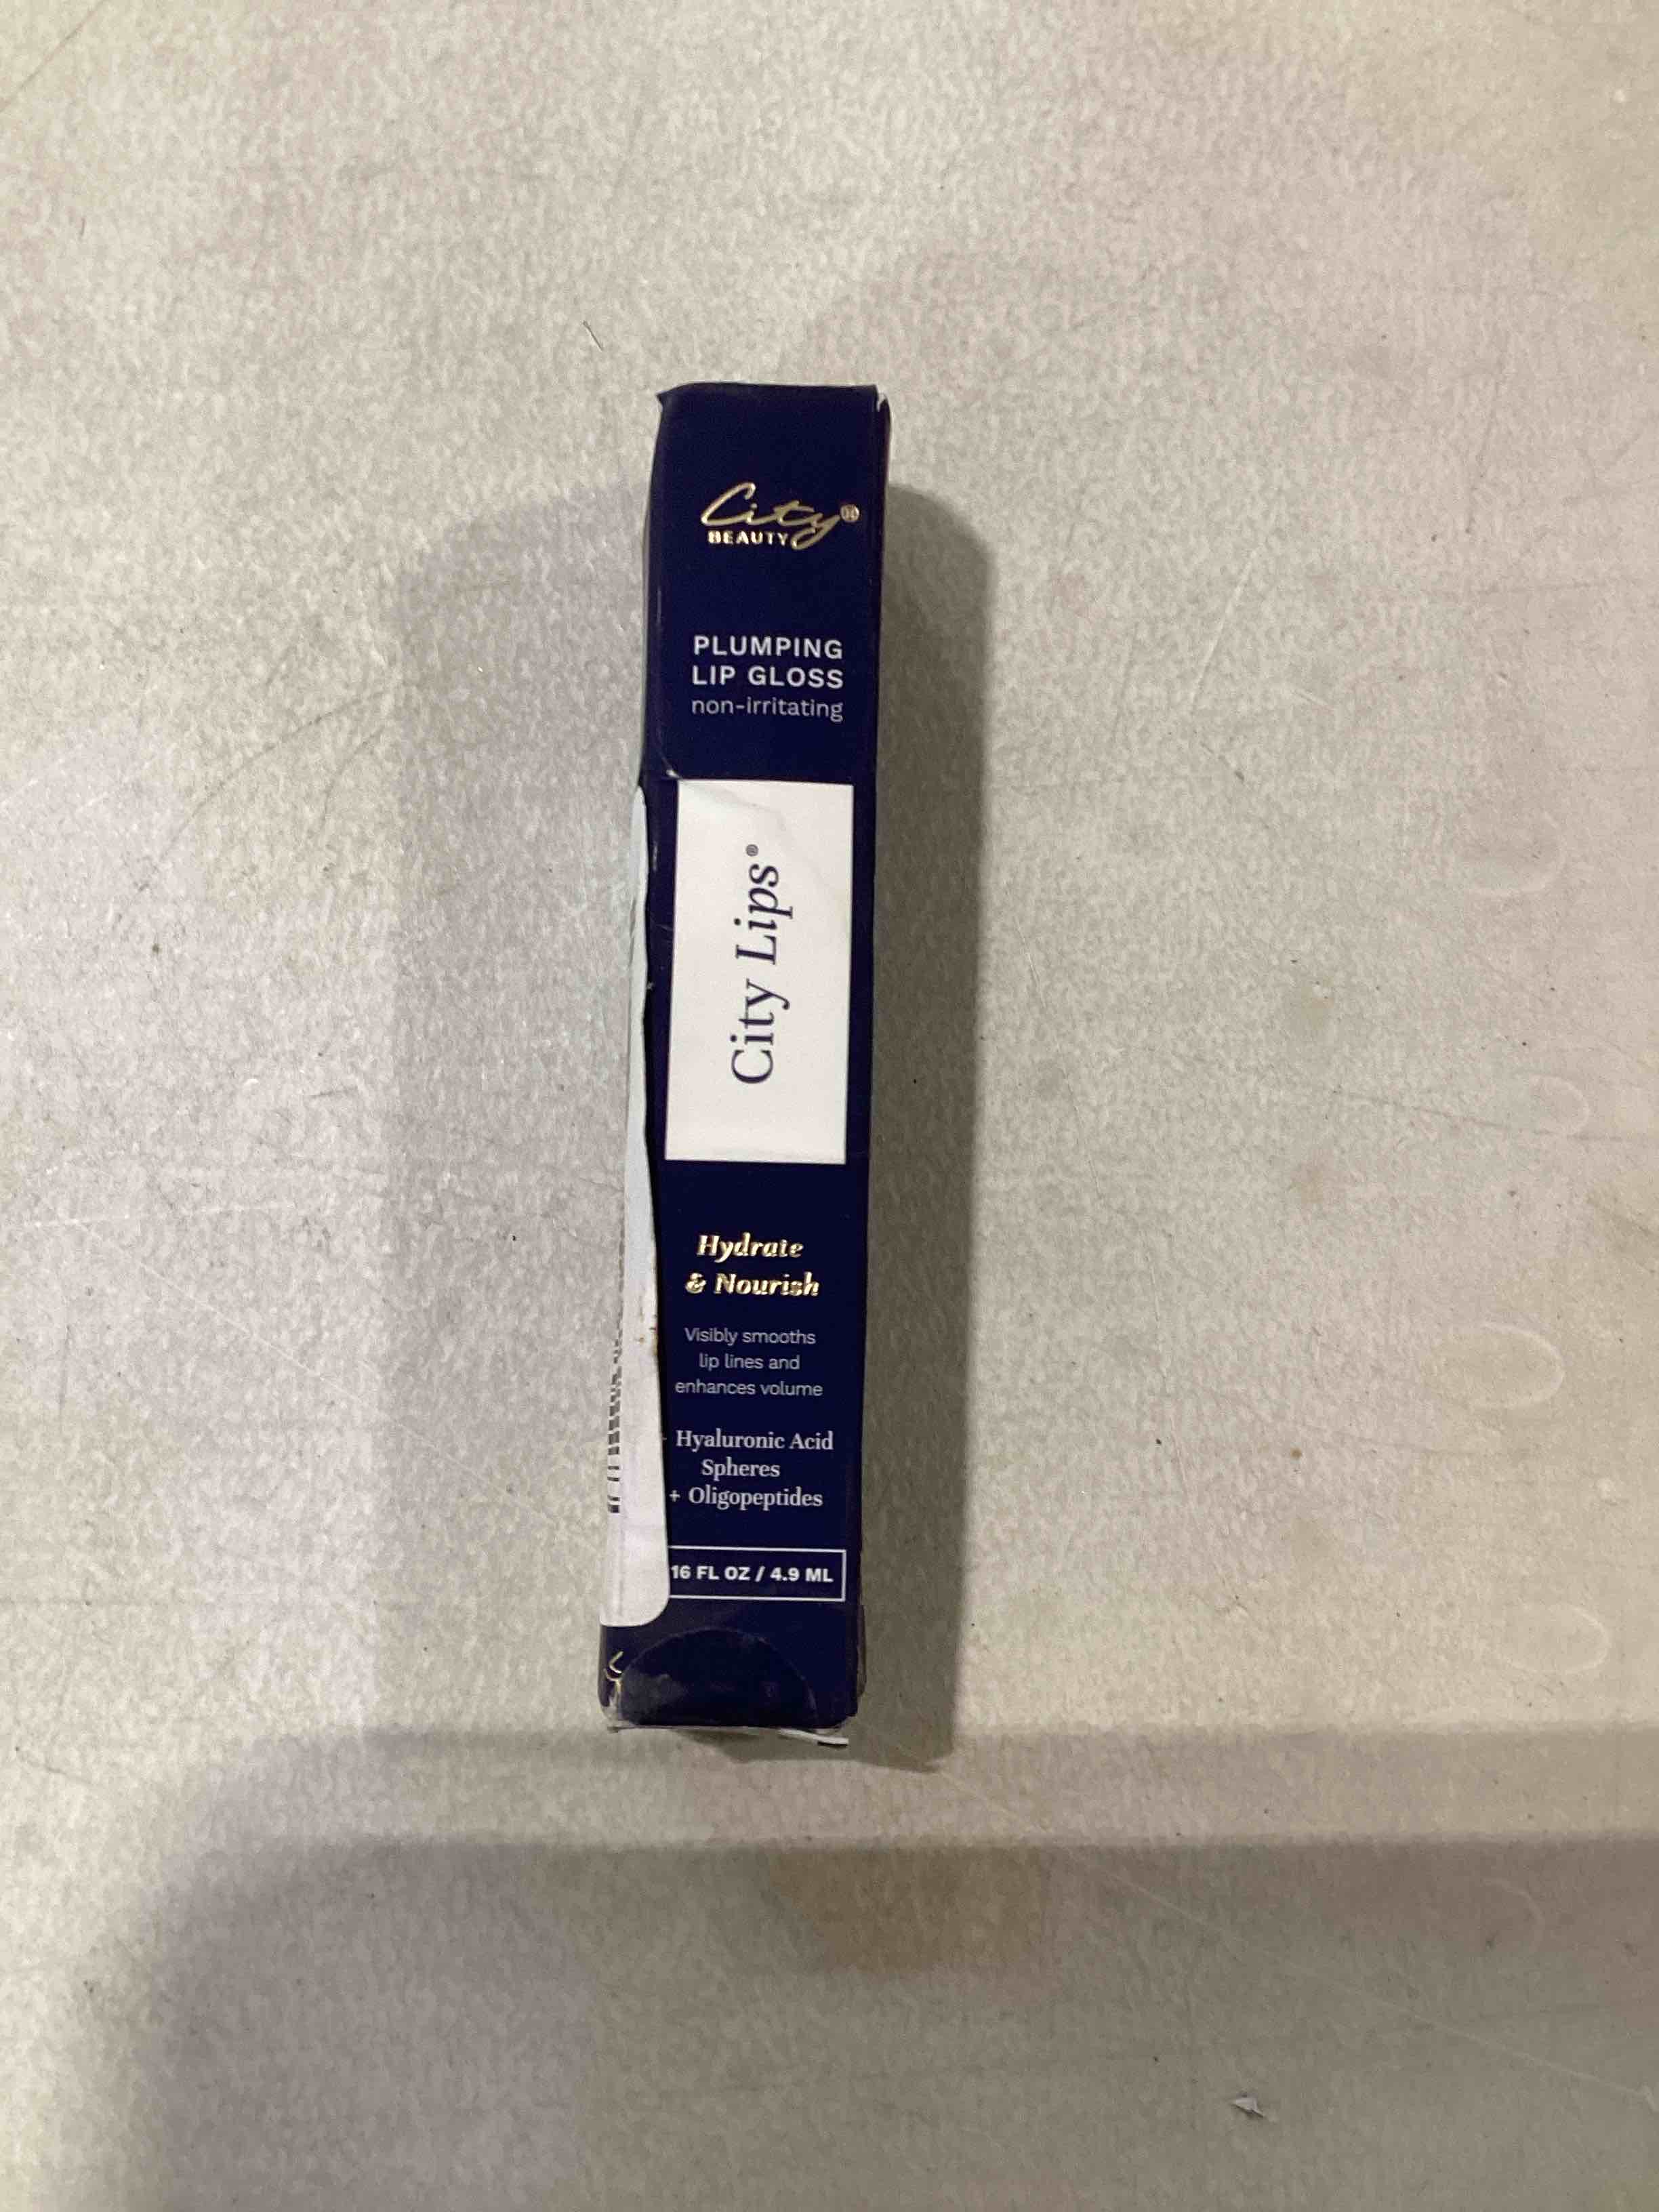 City®
BEAUTY
PLUMPING
LIP GLOSS
non-irritating
City Lips®
Hydrate
& Nourish
Visibly smooths
lip lines and
enhances volume
Hyaluronic Acid
Spheres
+ Oligopeptides
16 FL OZ / 4.9 ML